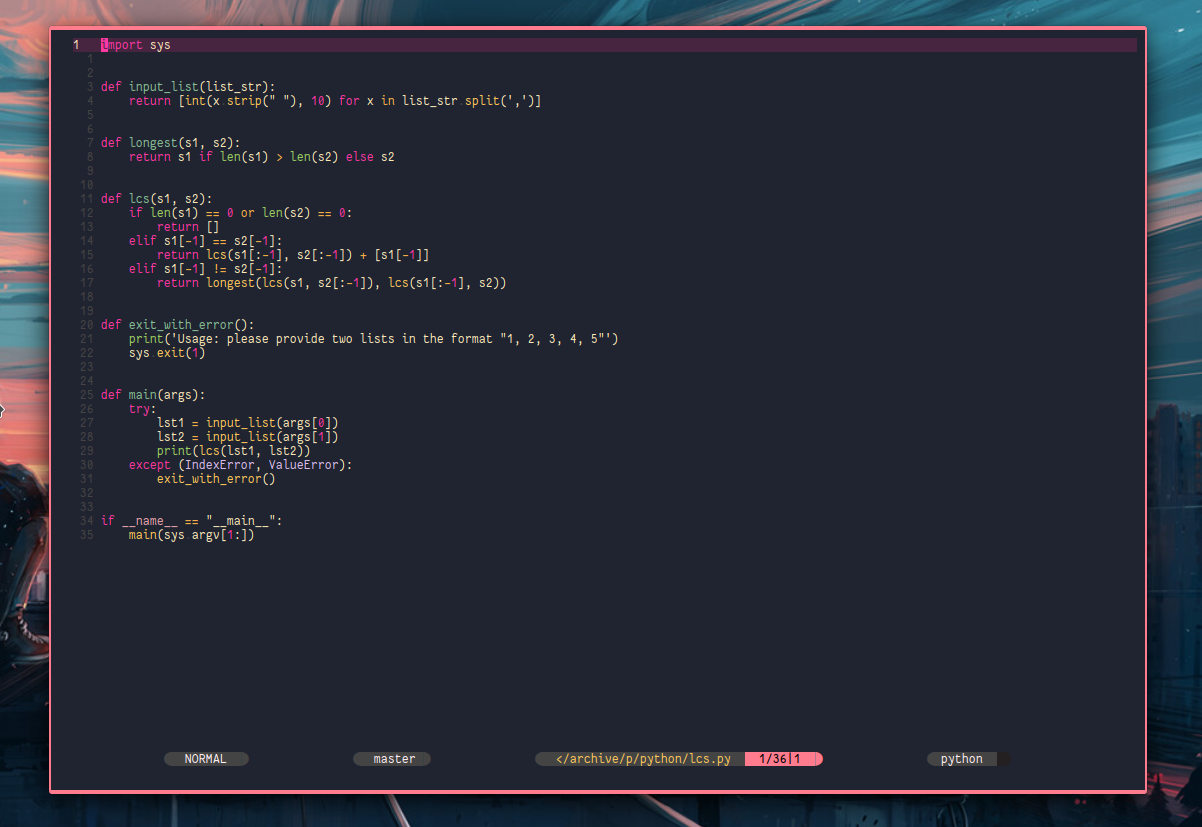 1 import sys
1
2
3 def input_list(list_str):
4 return [int(x.strip(" "), 10) for x in list_str.split(',')]
5
6
7 def longest(s1, s2):
8 return s1 if len(s1) > len(s2) else s2
9
10
11 def lcs(s1, s2):
12 if len(s1) == 0 or len(s2) == 0:
13 return []
14 elif s1[-1] == s2[-1]:
15 return lcs(s1[:-1], s2[:-1]) + [s1[-1]]
16 elif s1[-1] != s2[-1]:
17 return longest(lcs(s1, s2[:-1]), lcs(s1[:-1], s2))
18
19
20 def exit_with_error():
21 print('Usage: please provide two lists in the format "1, 2, 3, 4, 5"')
22 sys.exit(1)
23
24
25 def main(args):
26 try:
27 lst1 = input_list(args[0])
28 lst2 = input_list(args[1])
29 print(lcs(lst1, lst2))
30 except (IndexError, ValueError):
31 exit_with_error()
32
33
34 if __name__ == "__main__":
35 main(sys.argv[1:])
NORMAL master </archive/p/python/lcs.py 1/36|1 python